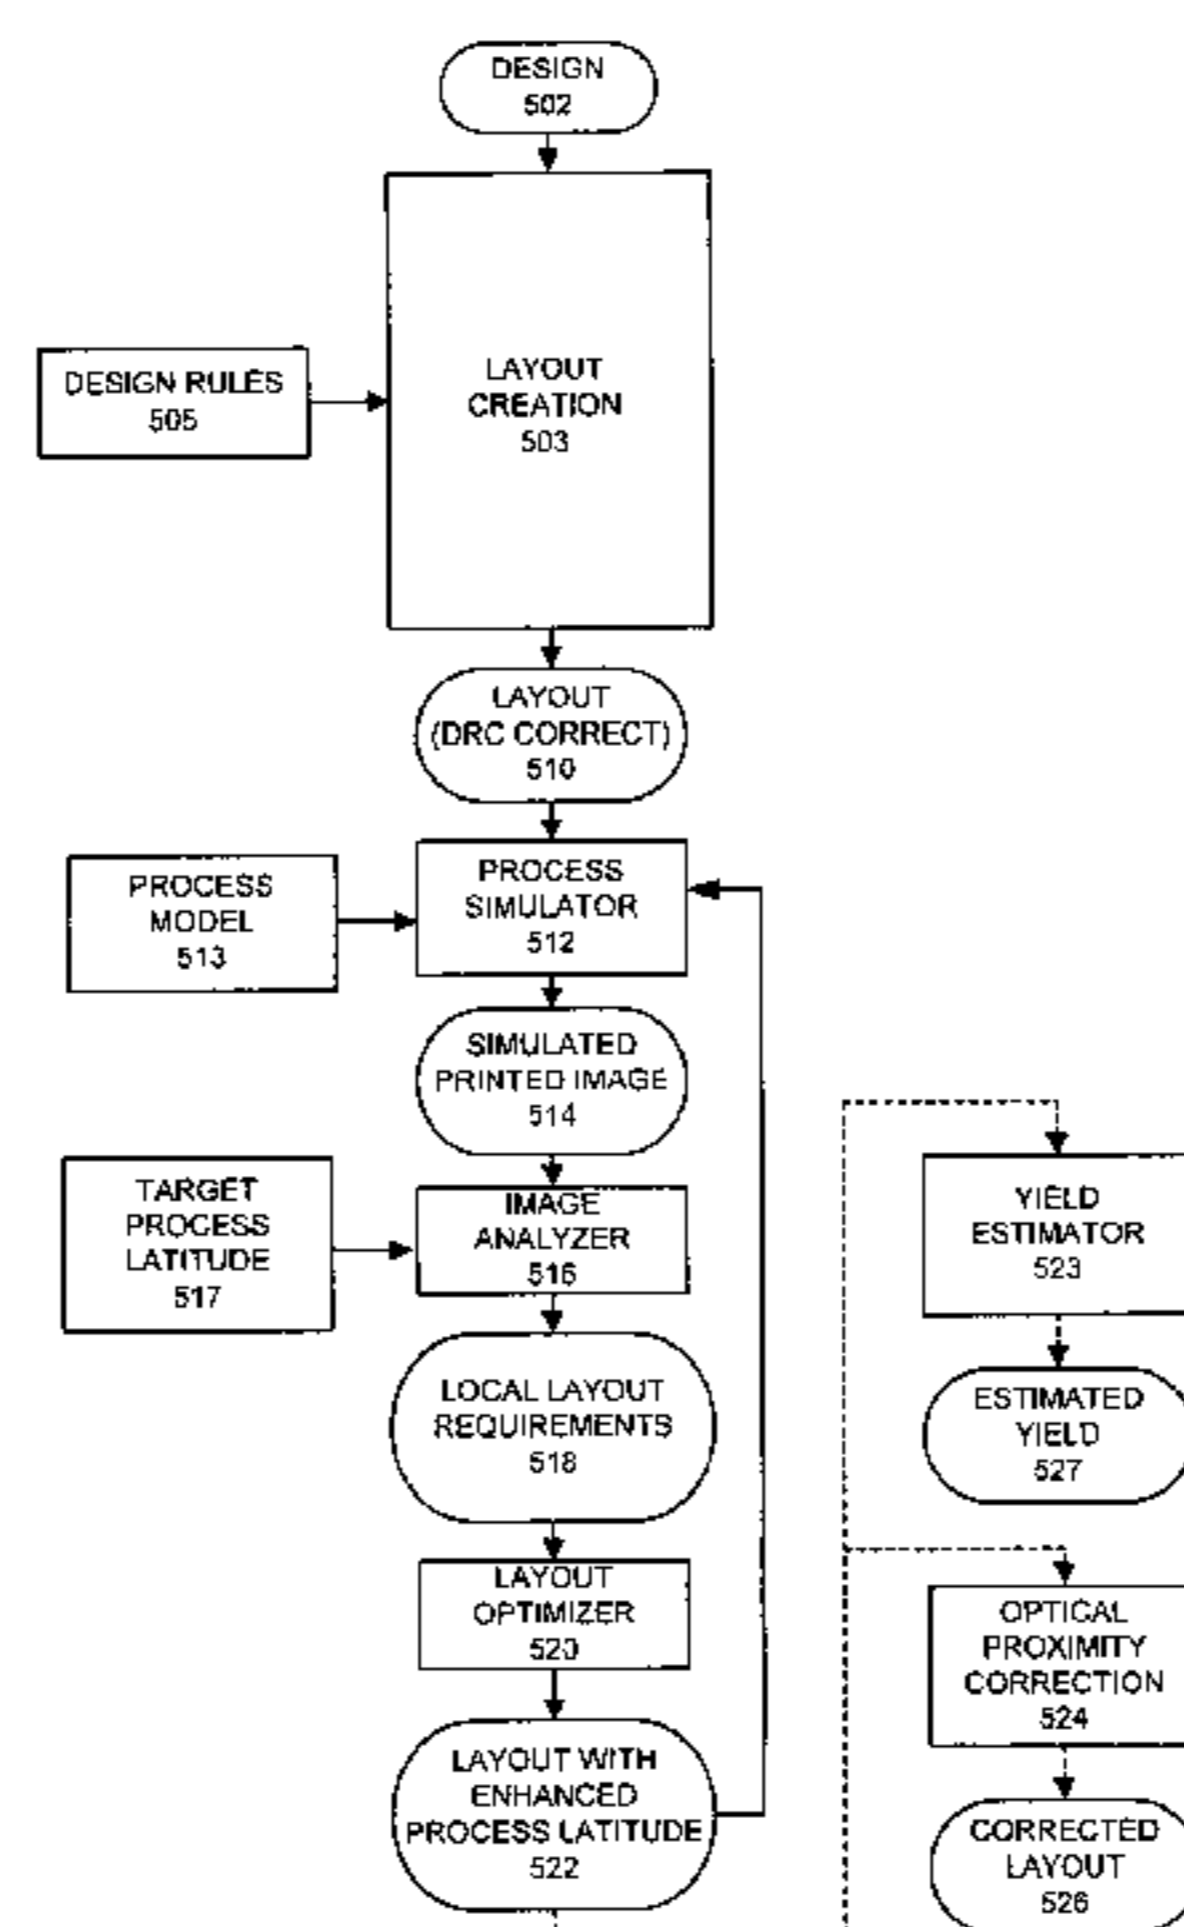 DESIGN
502
LAYOUT
CREATION
503
DESIGN RULES
505
LAYOUT
(DRC CORRECT)
510
PROCESS
SIMULATOR
512
PROCESS
MODEL
513
SIMULATED
PRINTED IMAGE
514
IMAGE
ANALYZER
516
TARGET
PROCESS
LATITUDE
517
LOCAL LAYOUT
REQUIREMENTS
518
LAYOUT
OPTIMIZER
520
LAYOUT WITH
ENHANCED
PROCESS LATITUDE
522
YIELD
ESTIMATOR
523
ESTIMATED
YIELD
527
OPTICAL
PROXIMITY
CORRECTION
524
CORRECTED
LAYOUT
526